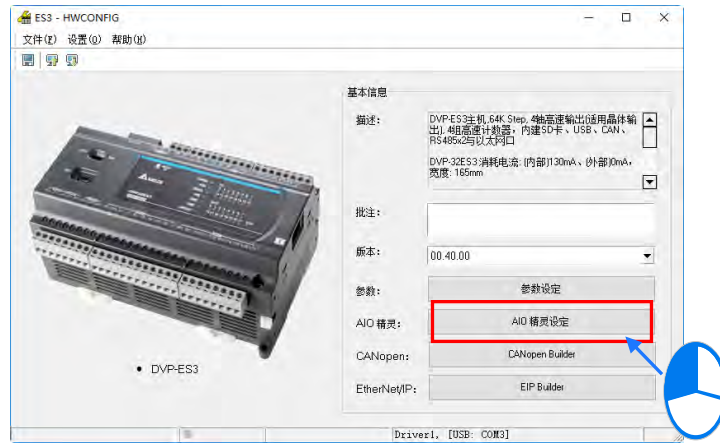 ES3 - HWCONFIG
文件(F) 设置(O) 帮助(H)
基本信息
描述:
DVP-ES3主机,64K Step, 4轴高速输出(适用晶体输
出). 4组高速计数器，内建SD卡、USB、CAN、
RS485x2与以太网口
DVP-32ES3:消耗电流: (内部)130mA、(外部)0mA,
宽度: 165mm
批注:
版本:
00.40.00
参数:
参数设定
AIO 精灵:
AIO 精灵设定
CANopen:
CANopen Builder
EtherNet/IP:
EIP Builder
• DVP-ES3
Driver1, [USB: COM3]